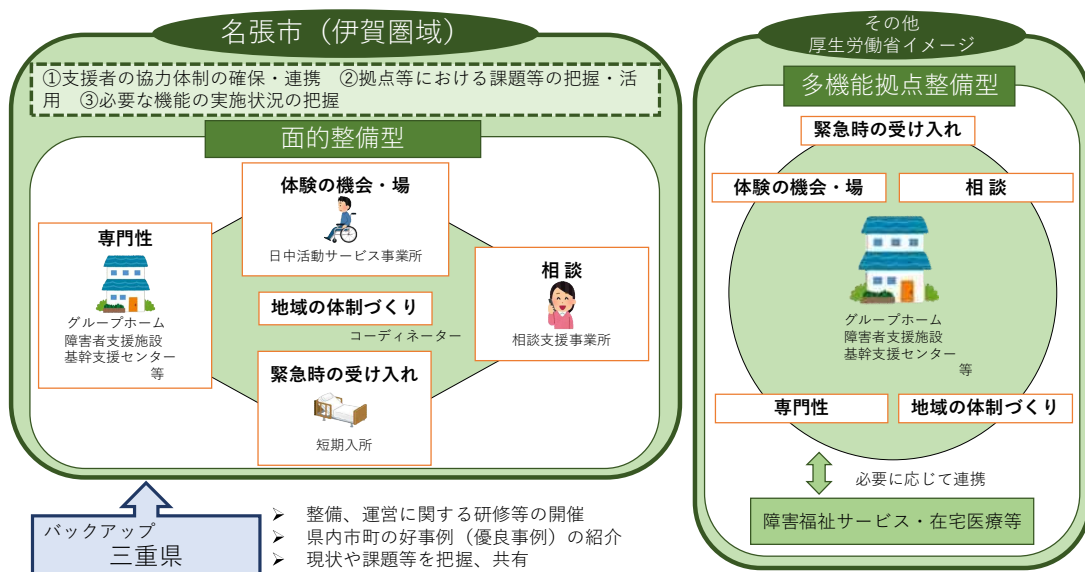 名張市（伊賀圏域）
①支援者の協力体制の確保・連携　②拠点等における課題等の把握・活
用　③必要な機能の実施状況の把握
面的整備型
体験の機会・場
日中活動サービス事業所
専門性
グループホーム
障害者支援施設
基幹支援センター
等
相談
相談支援事業所
地域の体制づくり
コーディネーター
緊急時の受け入れ
短期入所
バックアップ
三重県
➢ 整備、運営に関する研修等の開催
➢ 県内市町の好事例（優良事例）の紹介
➢ 現状や課題等を把握、共有
その他
厚生労働省イメージ
多機能拠点整備型
緊急時の受け入れ
体験の機会・場
相談
グループホーム
障害者支援施設
基幹支援センター
等
専門性
地域の体制づくり
必要に応じて連携
障害福祉サービス・在宅医療等